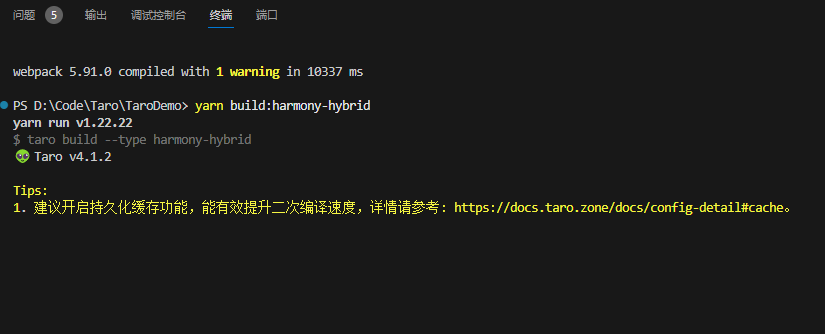 问题 5 输出 调试控制台 终端 端口
webpack 5.91.0 compiled with 1 warning in 10337 ms
PS D:\Code\Taro\TaroDemo> yarn build:harmony-hybrid
yarn run v1.22.22
$ taro build --type harmony-hybrid
👽 Taro v4.1.2
Tips:
1. 建议开启持久化缓存功能，能有效提升二次编译速度，详情请参考: https://docs.taro.zone/docs/config-detail#cache。